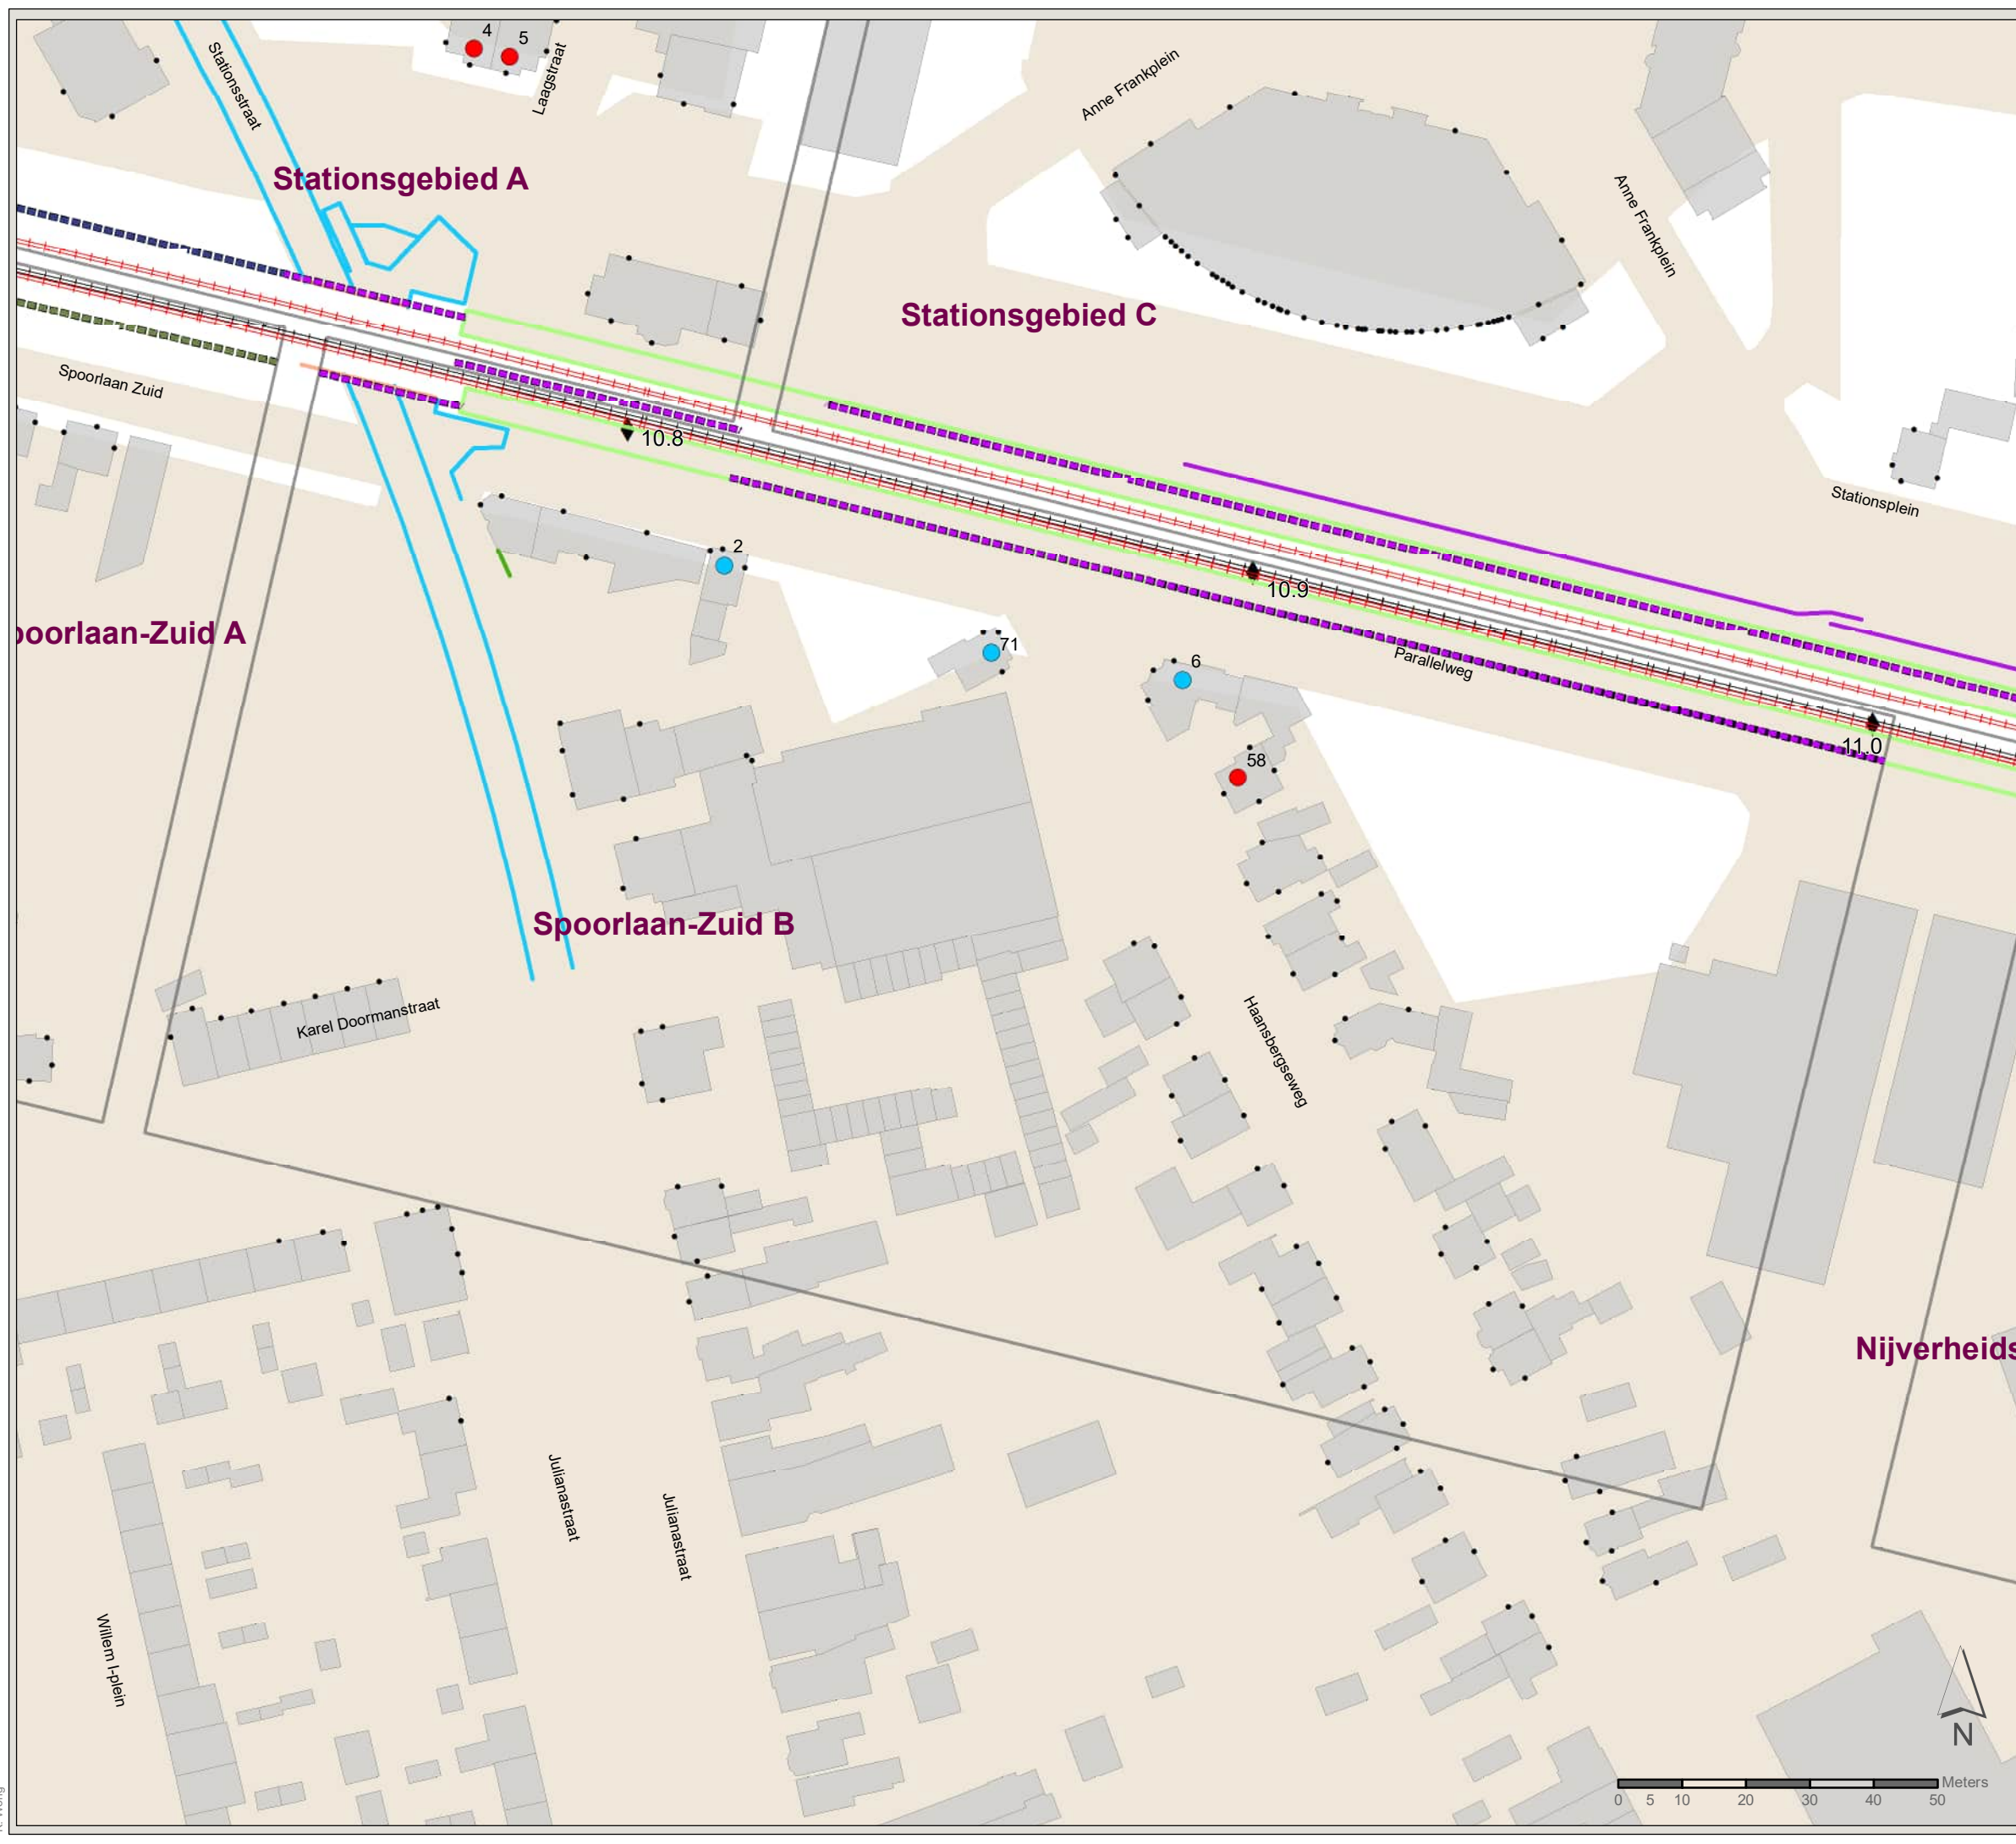 4
5
Stationsstraat
Laagstraat
Anne Frankplein
Stationsgebied A
Anne Frankplein
Stationsgebied C
Spoorlaan Zuid
10.8
Stationsplein
2
10.9
poorlaan-Zuid A
71
6
Parallelweg
11.0
58
Spoorlaan-Zuid B
Karel Doormanstraat
Haansbergseweg
Nijverheids
Julianastraat
Julianastraat
Willem I-plein
N
Meters
0 5 10 20 30 40 50